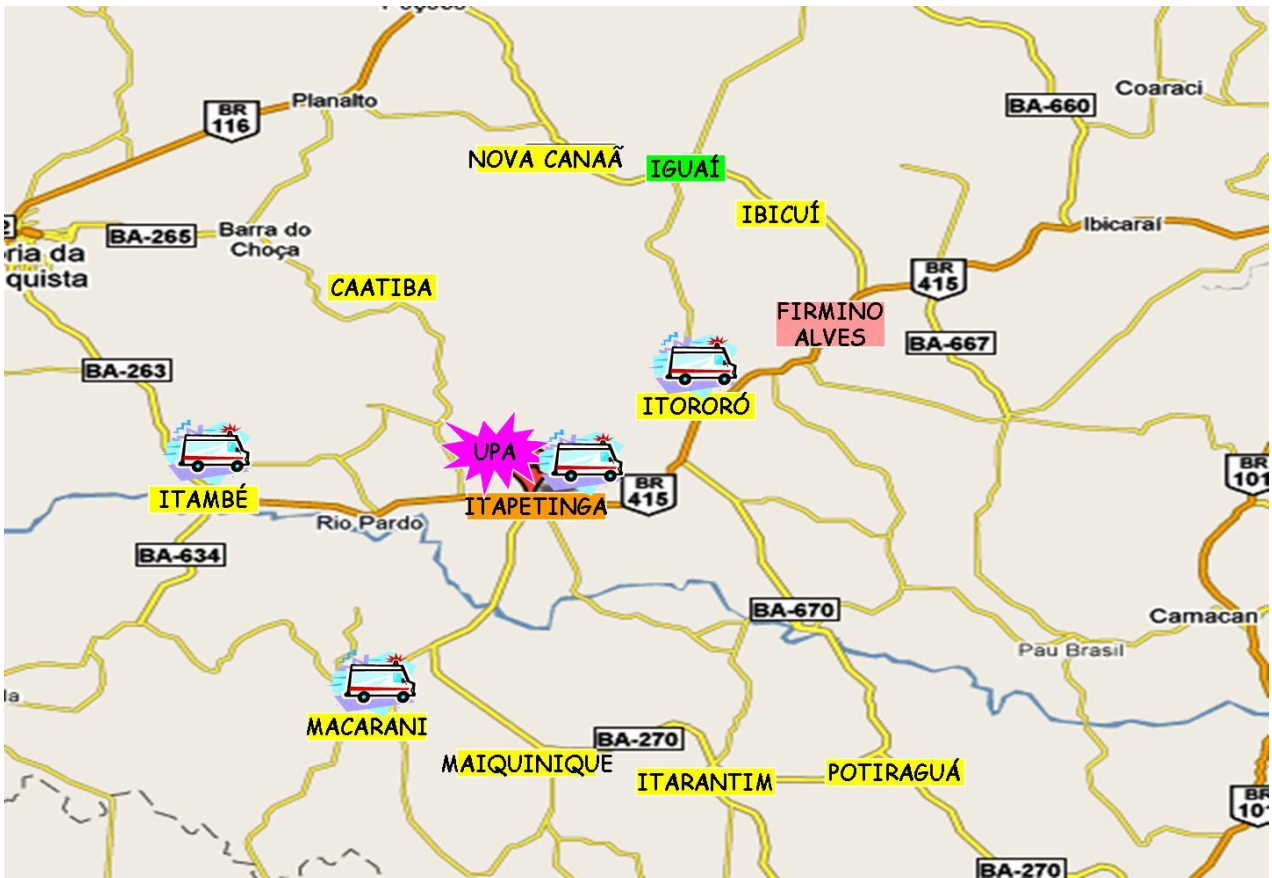 Planalto
BR
116
Coaraci
BA-660
NOVA CANAÃ
IGUAÍ
IBICUÍ
Ibicaraí
BA-265
Barra do
Choça
ria da
quista
CAATIBA
BR
415
FIRMINO
ALVES
BA-667
BA-263
ITORORÓ
UPA
ITAMBÉ
ITAPETINGA
BR
415
BR
101
Rio Pardo
BA-634
BA-670
Camacan
Pau Brasil
MACARANI
BA-270
MAIQUINIQUE
ITARANTIM
POTIRAGUÁ
BR
101
BA-270